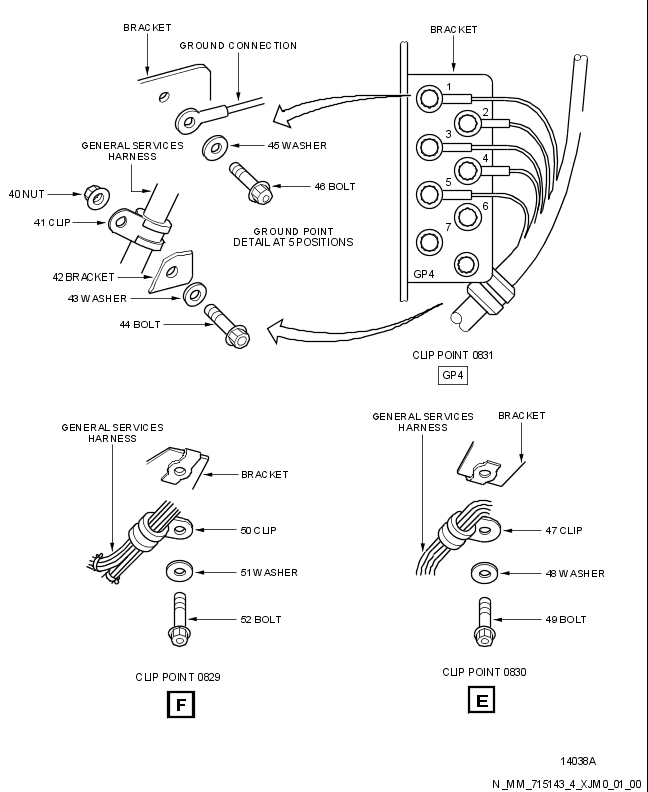 BRACKET
GROUND CONNECTION
BRACKET
1
2
3
4
5
6
7
GP4
GENERAL SERVICES
HARNESS
45 WASHER
46 BOLT
40 NUT
41 CLIP
GROUND POINT
DETAIL AT 5 POSITIONS
42 BRACKET
43 WASHER
44 BOLT
CLIP POINT 0831
GP4
GENERAL SERVICES
HARNESS
BRACKET
50 CLIP
51 WASHER
52 BOLT
CLIP POINT 0829
F
GENERAL SERVICES
HARNESS
BRACKET
47 CLIP
48 WASHER
49 BOLT
CLIP POINT 0830
E
14038A
N_MM_715143_4_XJM0_01_00